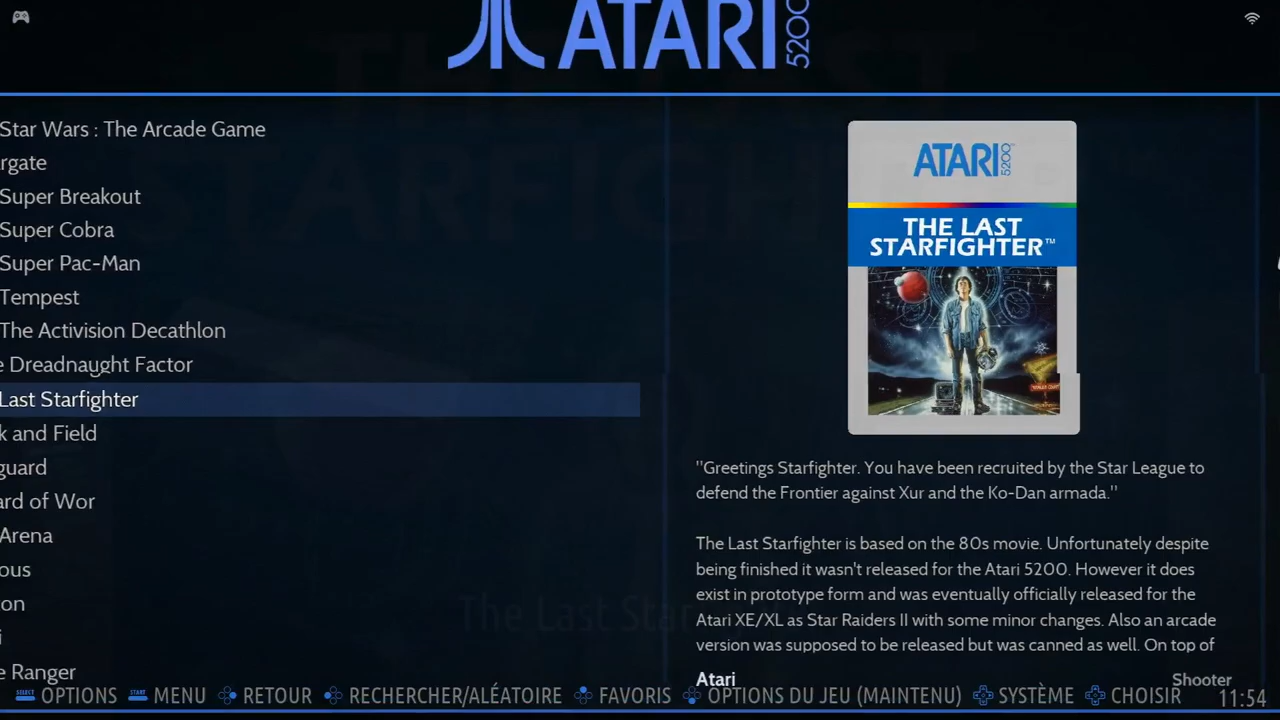 ATARI 5200
Star Wars : The Arcade Game
rgate
Super Breakout
Super Cobra
Super Pac-Man
Tempest
The Activision Decathlon
e Dreadnaught Factor
Last Starfighter
k and Field
guard
ard of Wor
Arena
ous
on
i
e Ranger
ATARI 5200
THE LAST
STARFIGHTER™
"Greetings Starfighter. You have been recruited by the Star League to
defend the Frontier against Xur and the Ko-Dan armada."
The Last Starfighter is based on the 80s movie. Unfortunately despite
being finished it wasn't released for the Atari 5200. However it does
exist in prototype form and was eventually officially released for the
Atari XE/XL as Star Raiders II with some minor changes. Also an arcade
version was supposed to be released but was canned as well. On top of
Atari Shooter
SELECT OPTIONS START MENU RETOUR RECHERCHER/ALÉATOIRE FAVORIS OPTIONS DU JEU (MAINTENU) SYSTÈME CHOISIR 11:54